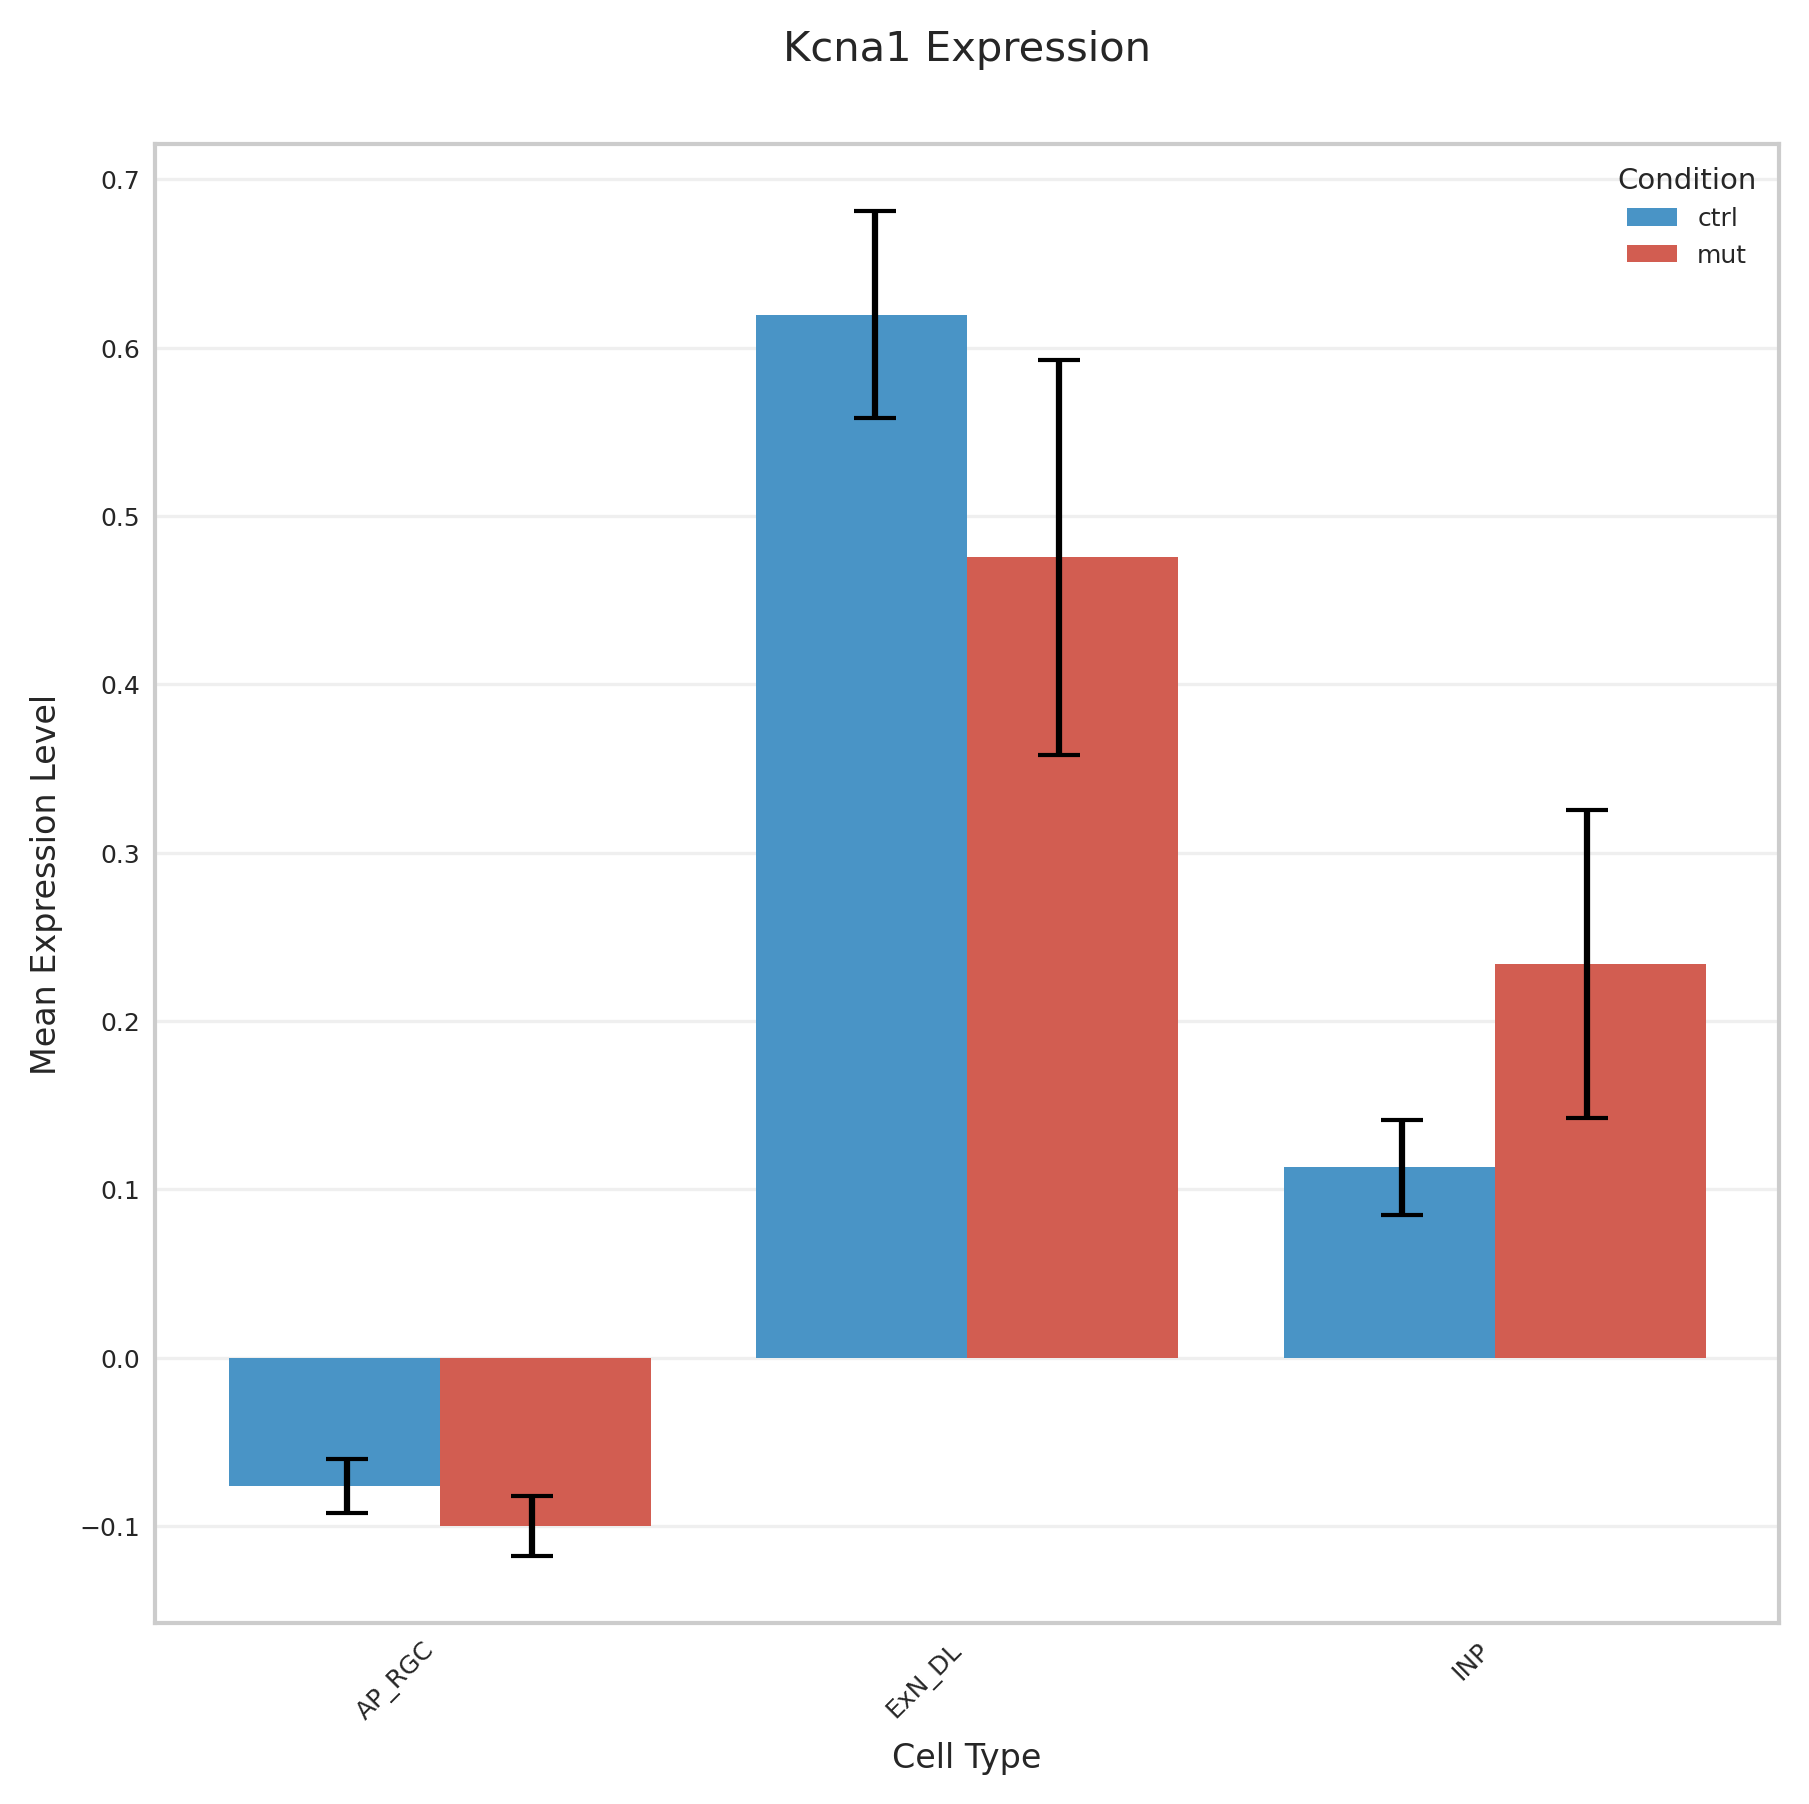 Kcna1 Expression
Condition
ctrl
mut
Mean Expression Level
0.7
0.6
0.5
0.4
0.3
0.2
0.1
0.0
−0.1
AP_RGC
ExN_DL
INP
Cell Type